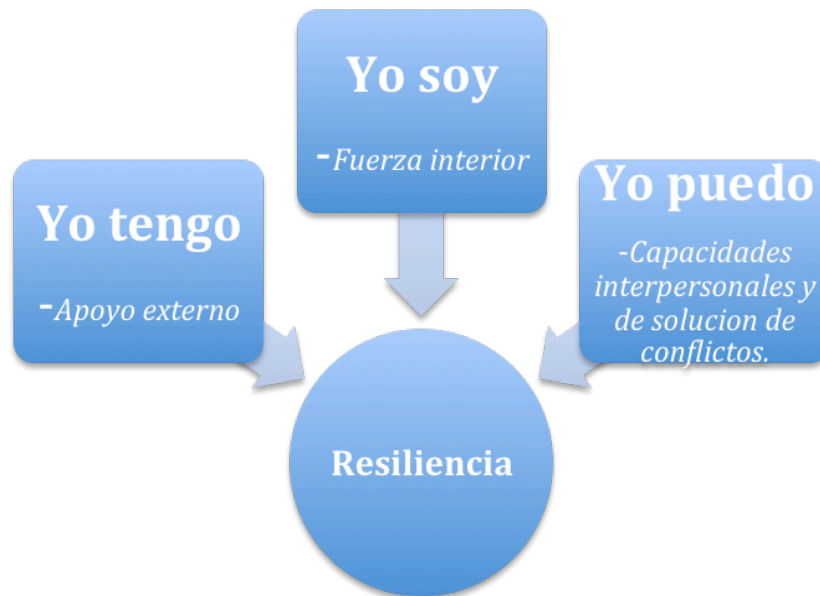 Yo soy
-Fuerza interior
Yo tengo
-Apoyo externo
Yo puedo
-Capacidades
interpersonales y
de solucion de
conflictos.
Resiliencia